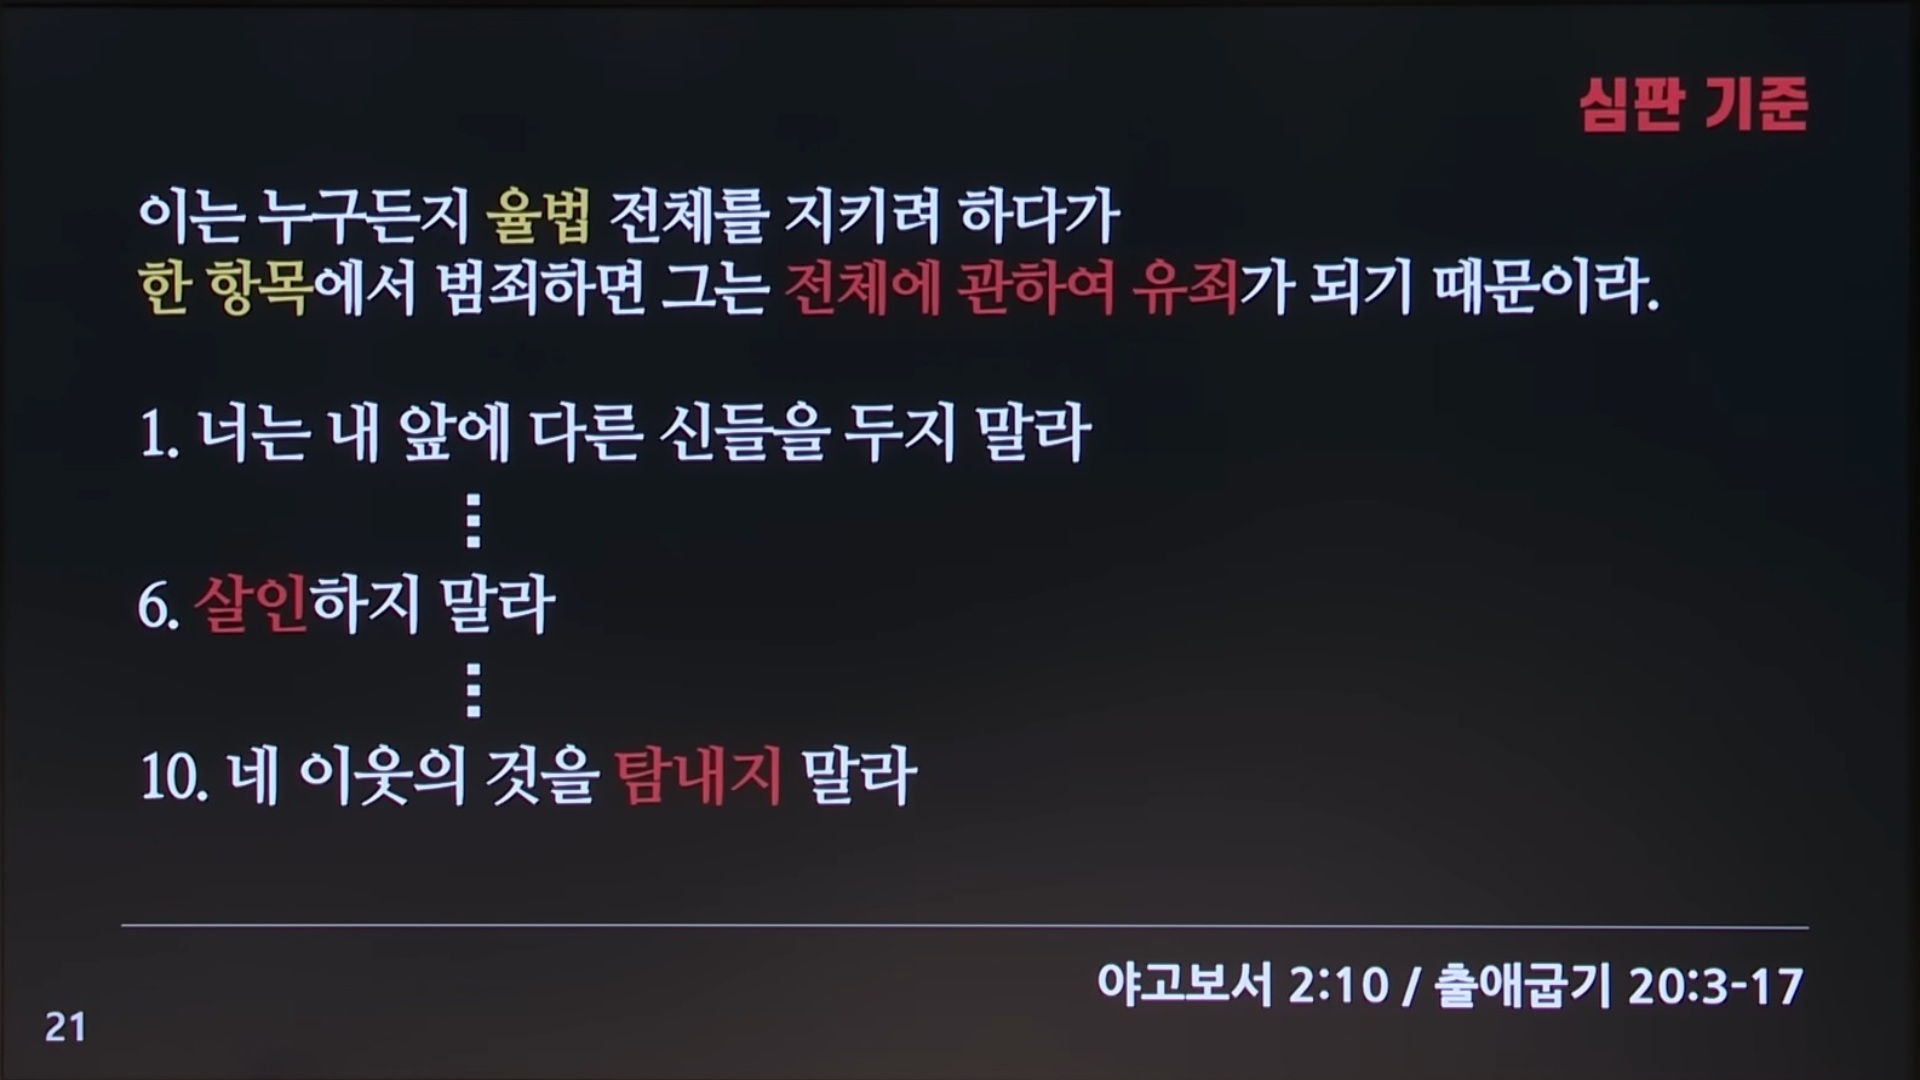 심판 기준
이는 누구든지 율법 전체를 지키려 하다가
한 항목에서 범죄하면 그는 전체에 관하여 유죄가 되기 때문이라.
1. 너는 내 앞에 다른 신들을 두지 말라
⋮
6. 살인하지 말라
⋮
10. 네 이웃의 것을 탐내지 말라
야고보서 2:10 / 출애굽기 20:3-17
21